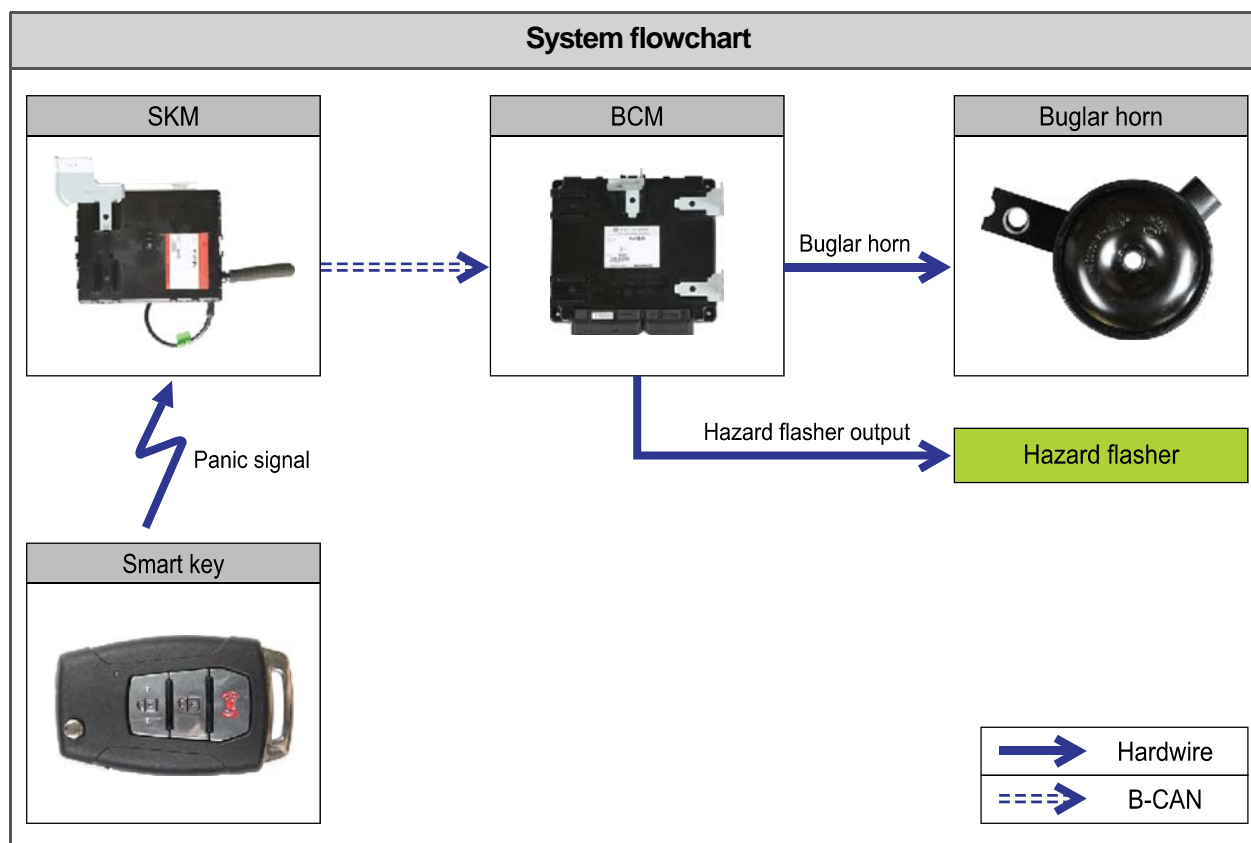 System flowchart
SKM
BCM
Buglar horn
Buglar horn
Hazard flasher output
Hazard flasher
Panic signal
Smart key
Hardwire
B-CAN